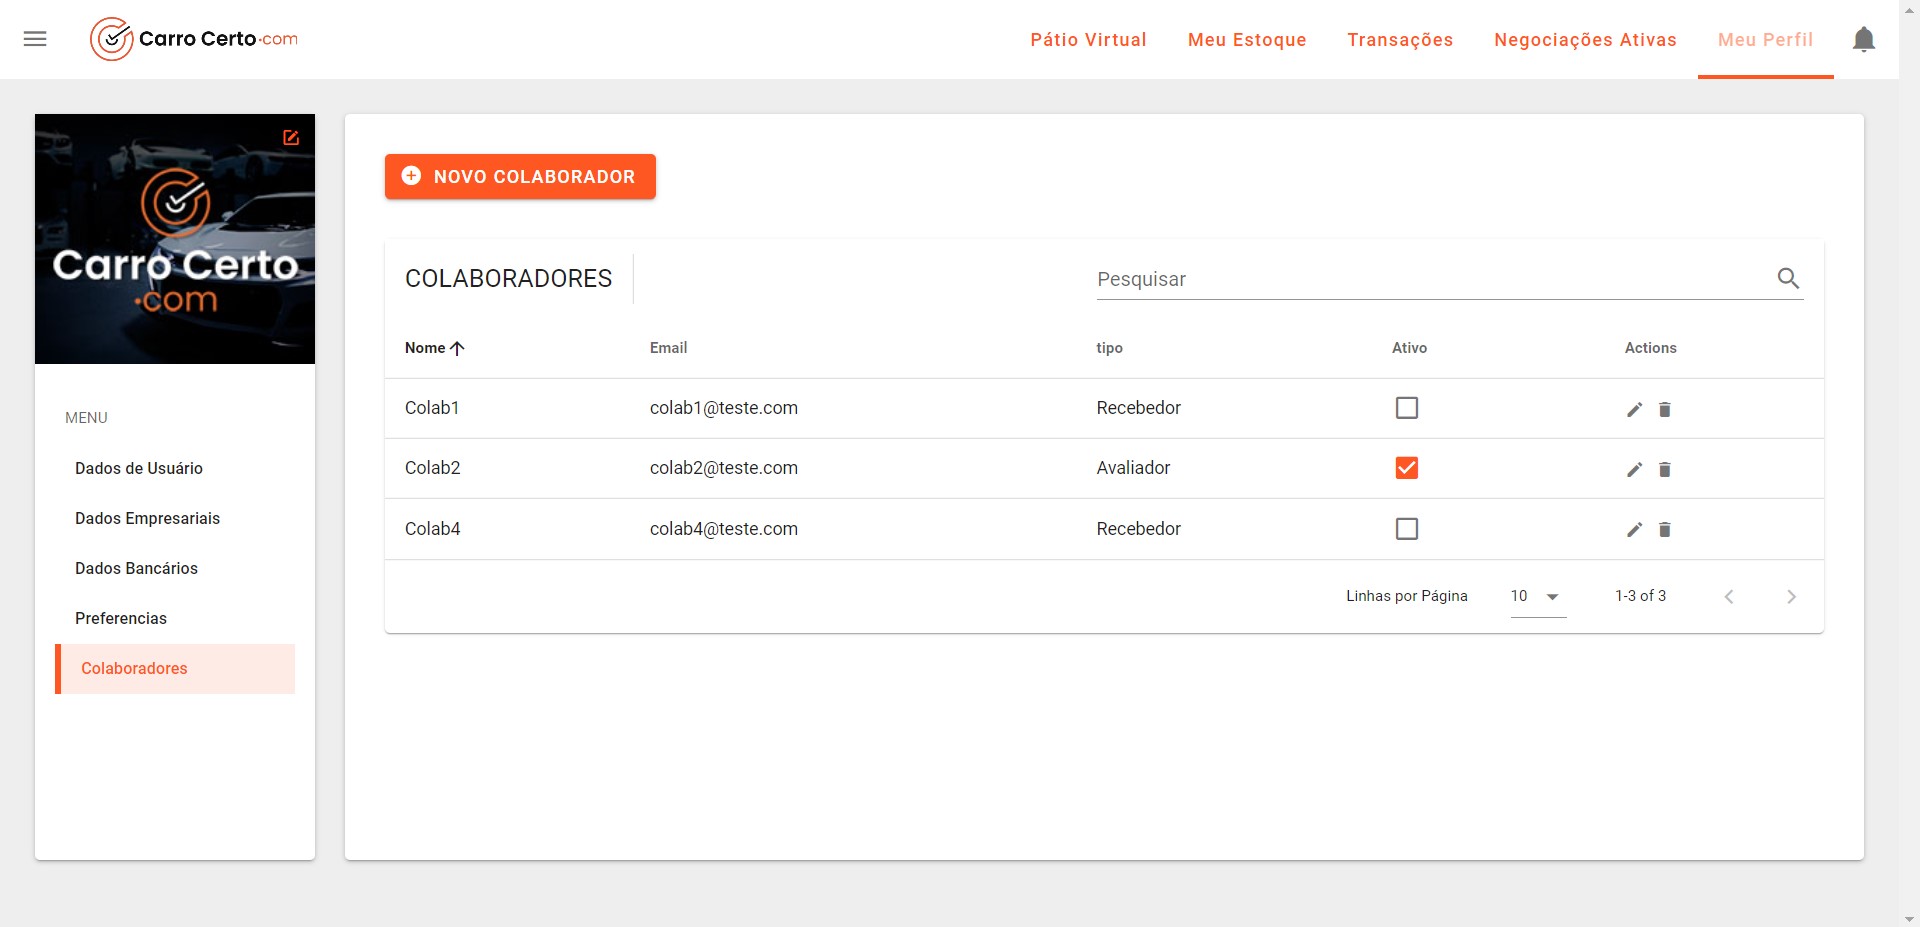 Carro Certo.com
Pátio Virtual
Meu Estoque
Transações
Negociações Ativas
Meu Perfil
Carro Certo
.com
MENU
Dados de Usuário
Dados Empresariais
Dados Bancários
Preferencias
Colaboradores
NOVO COLABORADOR
COLABORADORES
Pesquisar
Nome Email tipo Ativo Actions
Colab1 colab1@teste.com Recebedor
Colab2 colab2@teste.com Avaliador
Colab4 colab4@teste.com Recebedor
Linhas por Página 10 1-3 of 3